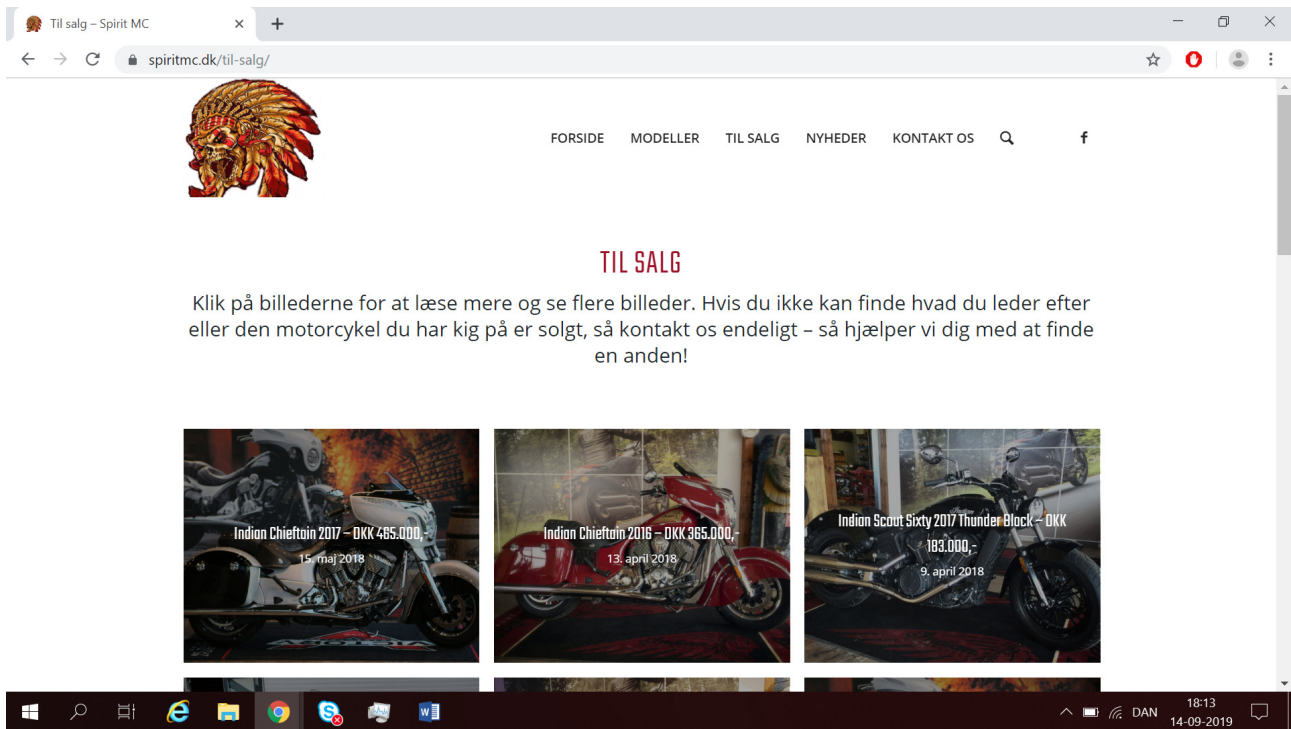 Til salg – Spirit MC
spiritmc.dk/til-salg/
FORSIDE MODELLER TIL SALG NYHEDER KONTAKT OS
TIL SALG
Klik på billederne for at læse mere og se flere billeder. Hvis du ikke kan finde hvad du leder efter
eller den motorcykel du har kig på er solgt, så kontakt os endeligt – så hjælper vi dig med at finde
en anden!
Indian Chieftain 2017 – DKK 465.000,-
15. maj 2018
Indian Chieftain 2016 – DKK 365.000,-
13. april 2018
Indian Scout Sixty 2017 Thunder Black – DKK
183.000,-
9. april 2018
DAN
18:13
14-09-2019